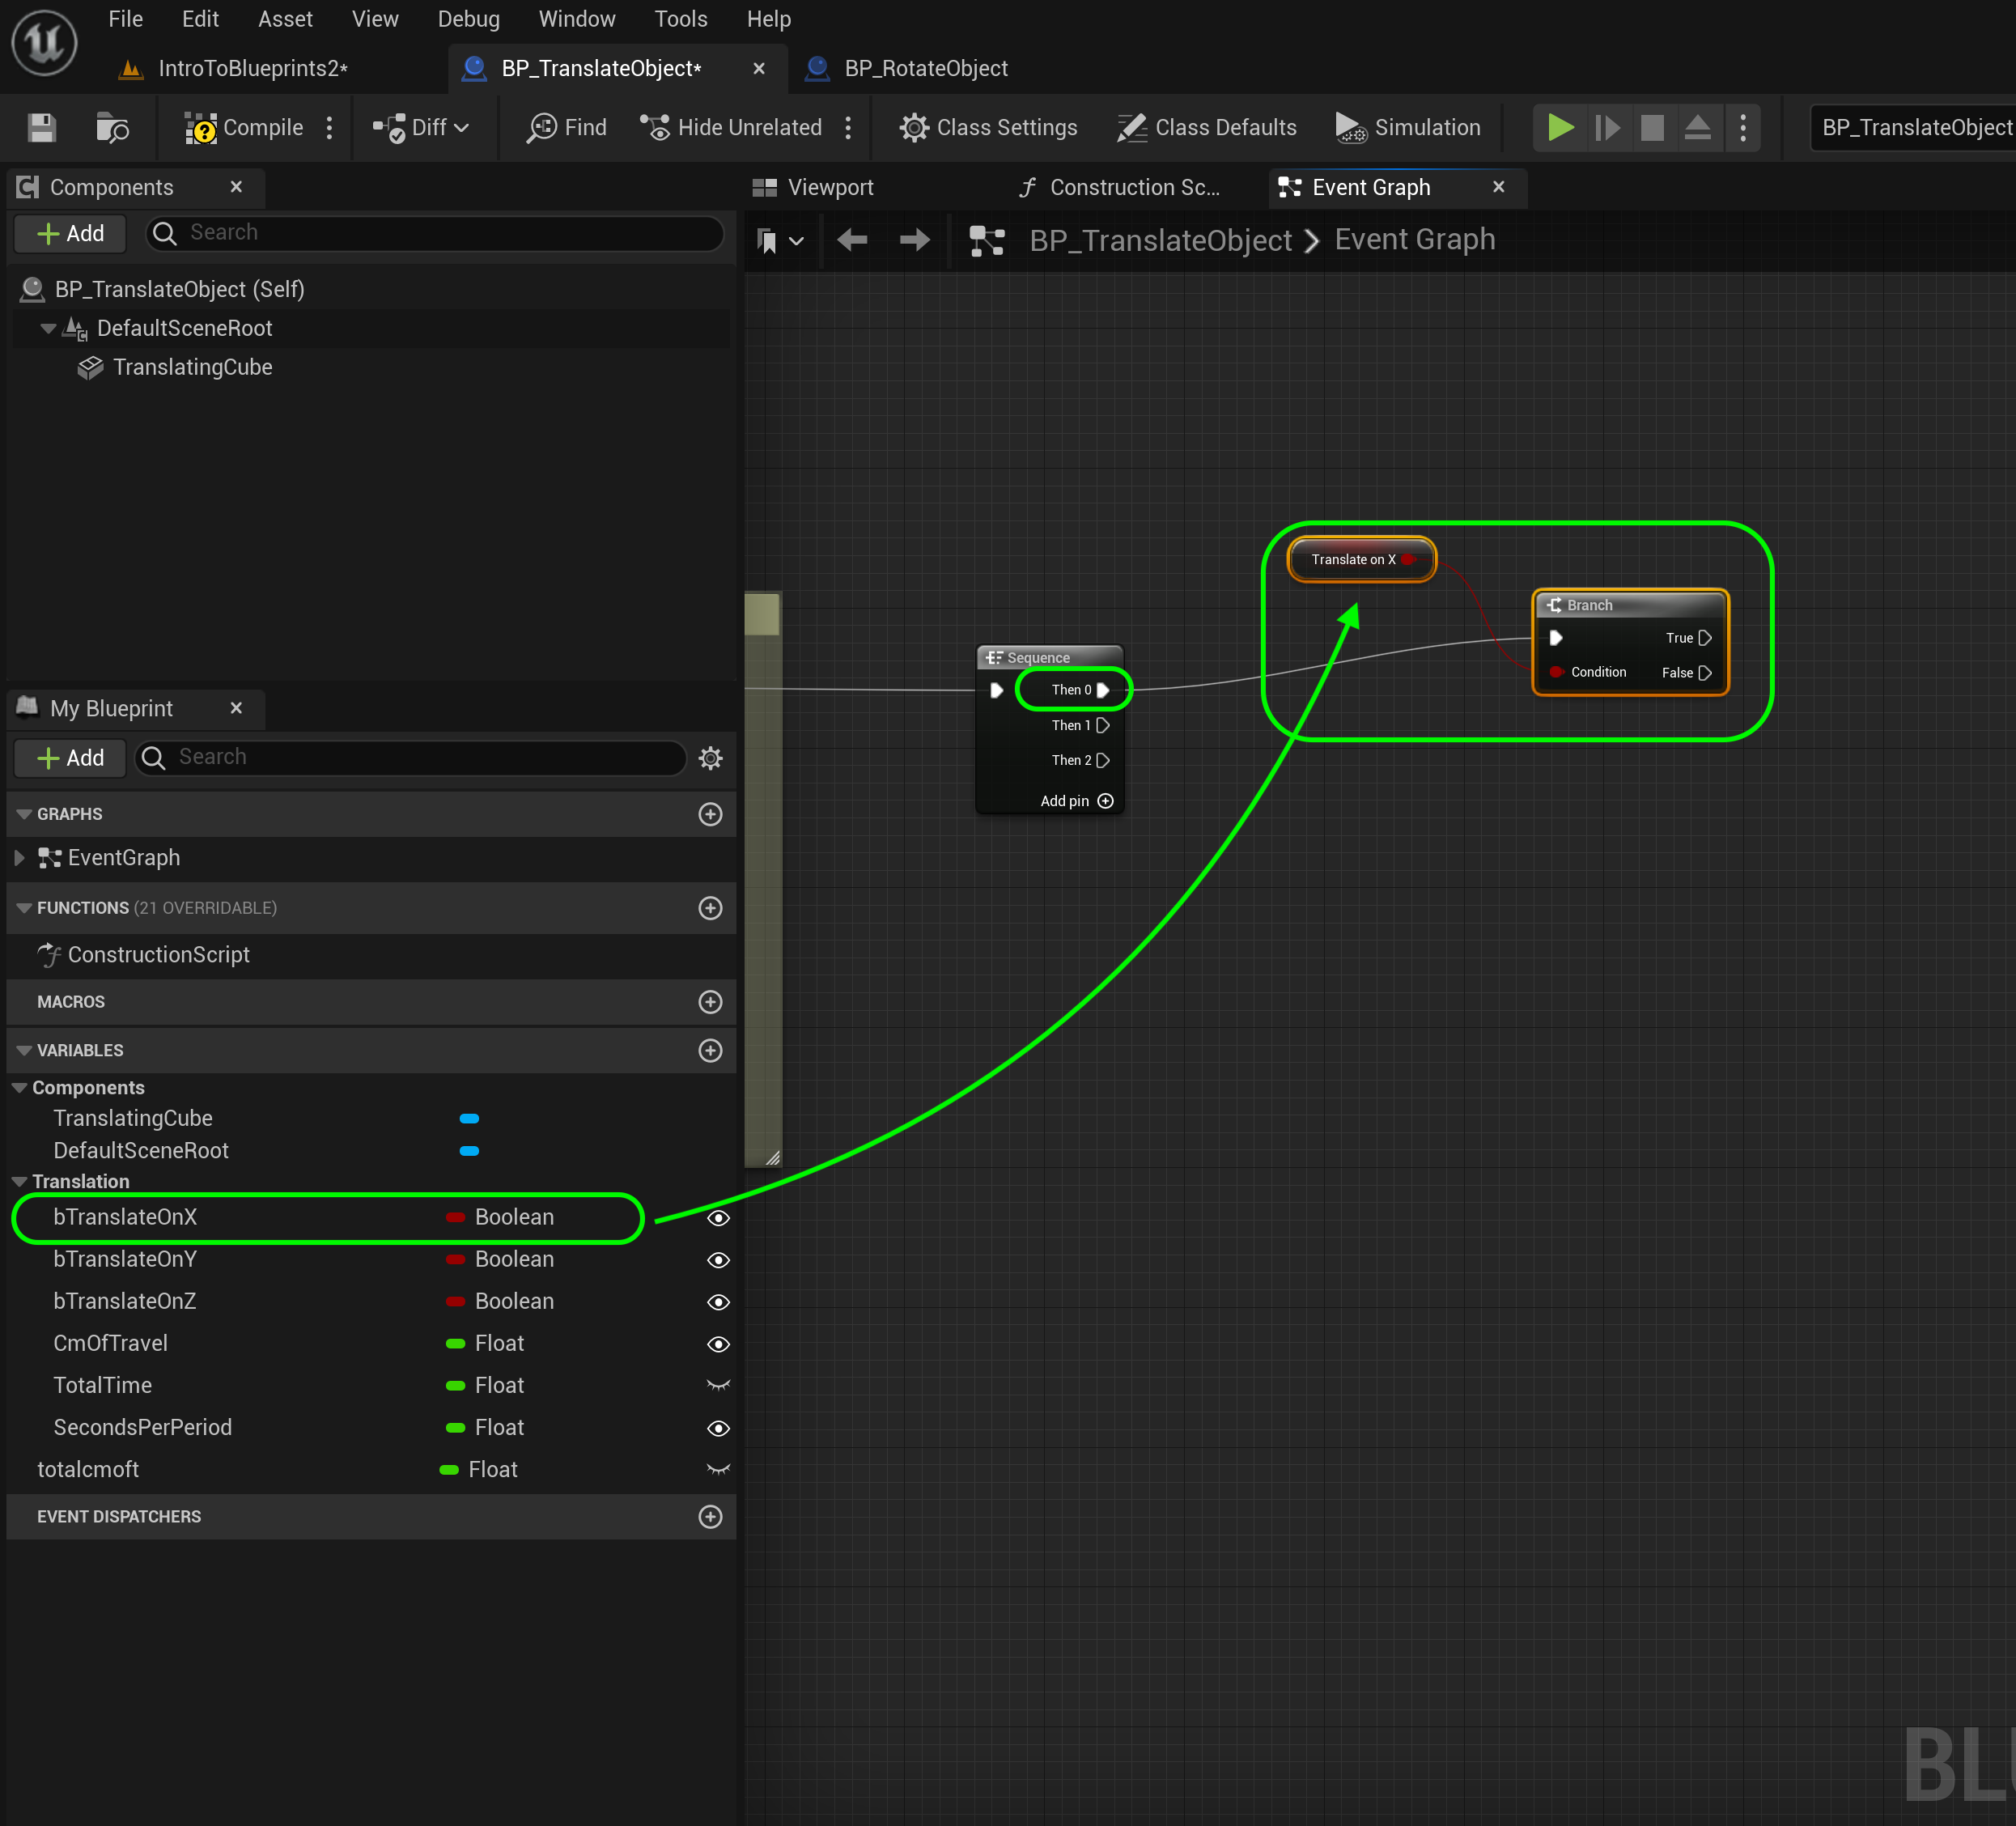 File Edit Asset View Debug Window Tools Help
IntroToBlueprints2* BP_TranslateObject* BP_RotateObject
Compile Diff Find Hide Unrelated Class Settings Class Defaults Simulation BP_TranslateObject
Components
Add Search
BP_TranslateObject (Self)
DefaultSceneRoot
TranslatingCube
My Blueprint
Add Search
GRAPHS
EventGraph
FUNCTIONS (21 OVERRIDABLE)
ConstructionScript
MACROS
VARIABLES
Components
TranslatingCube
DefaultSceneRoot
Translation
bTranslateOnX Boolean
bTranslateOnY Boolean
bTranslateOnZ Boolean
CmOfTravel Float
TotalTime Float
SecondsPerPeriod Float
totalcmoft Float
EVENT DISPATCHERS
Viewport Construction Sc... Event Graph
BP_TranslateObject > Event Graph
Sequence
Then 0
Then 1
Then 2
Add pin
Translate on X
Branch
True
Condition False
BL